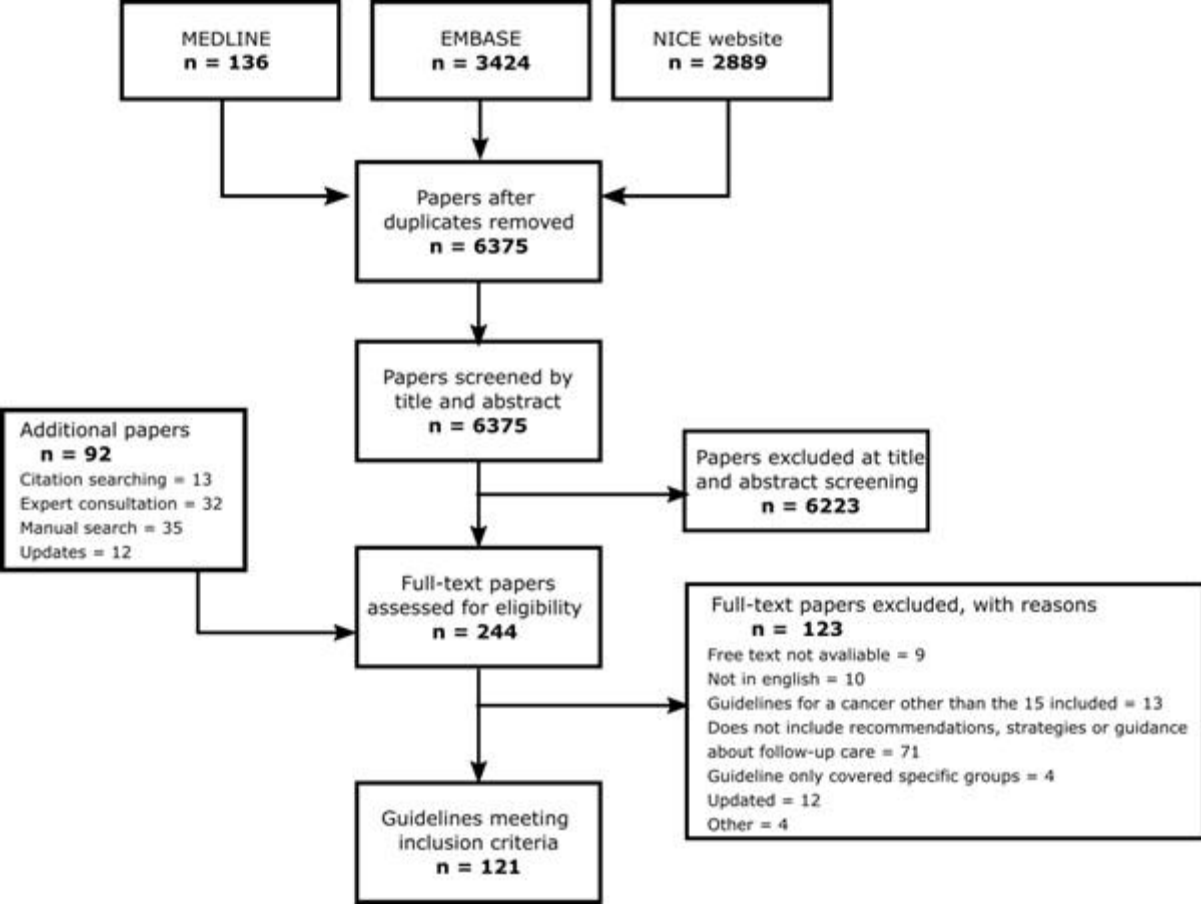 MEDLINE
n = 136
EMBASE
n = 3424
NICE website
n = 2889
Papers after
duplicates removed
n = 6375
Papers screened by
title and abstract
n = 6375
Additional papers
n = 92
Citation searching = 13
Expert consultation = 32
Manual search = 35
Updates = 12
Papers excluded at title
and abstract screening
n = 6223
Full-text papers
assessed for eligibility
n = 244
Full-text papers excluded, with reasons
n = 123
Free text not avaliable = 9
Not in english = 10
Guidelines for a cancer other than the 15 included = 13
Does not include recommendations, strategies or guidance
about follow-up care = 71
Guideline only covered specific groups = 4
Updated = 12
Other = 4
Guidelines meeting
inclusion criteria
n = 121